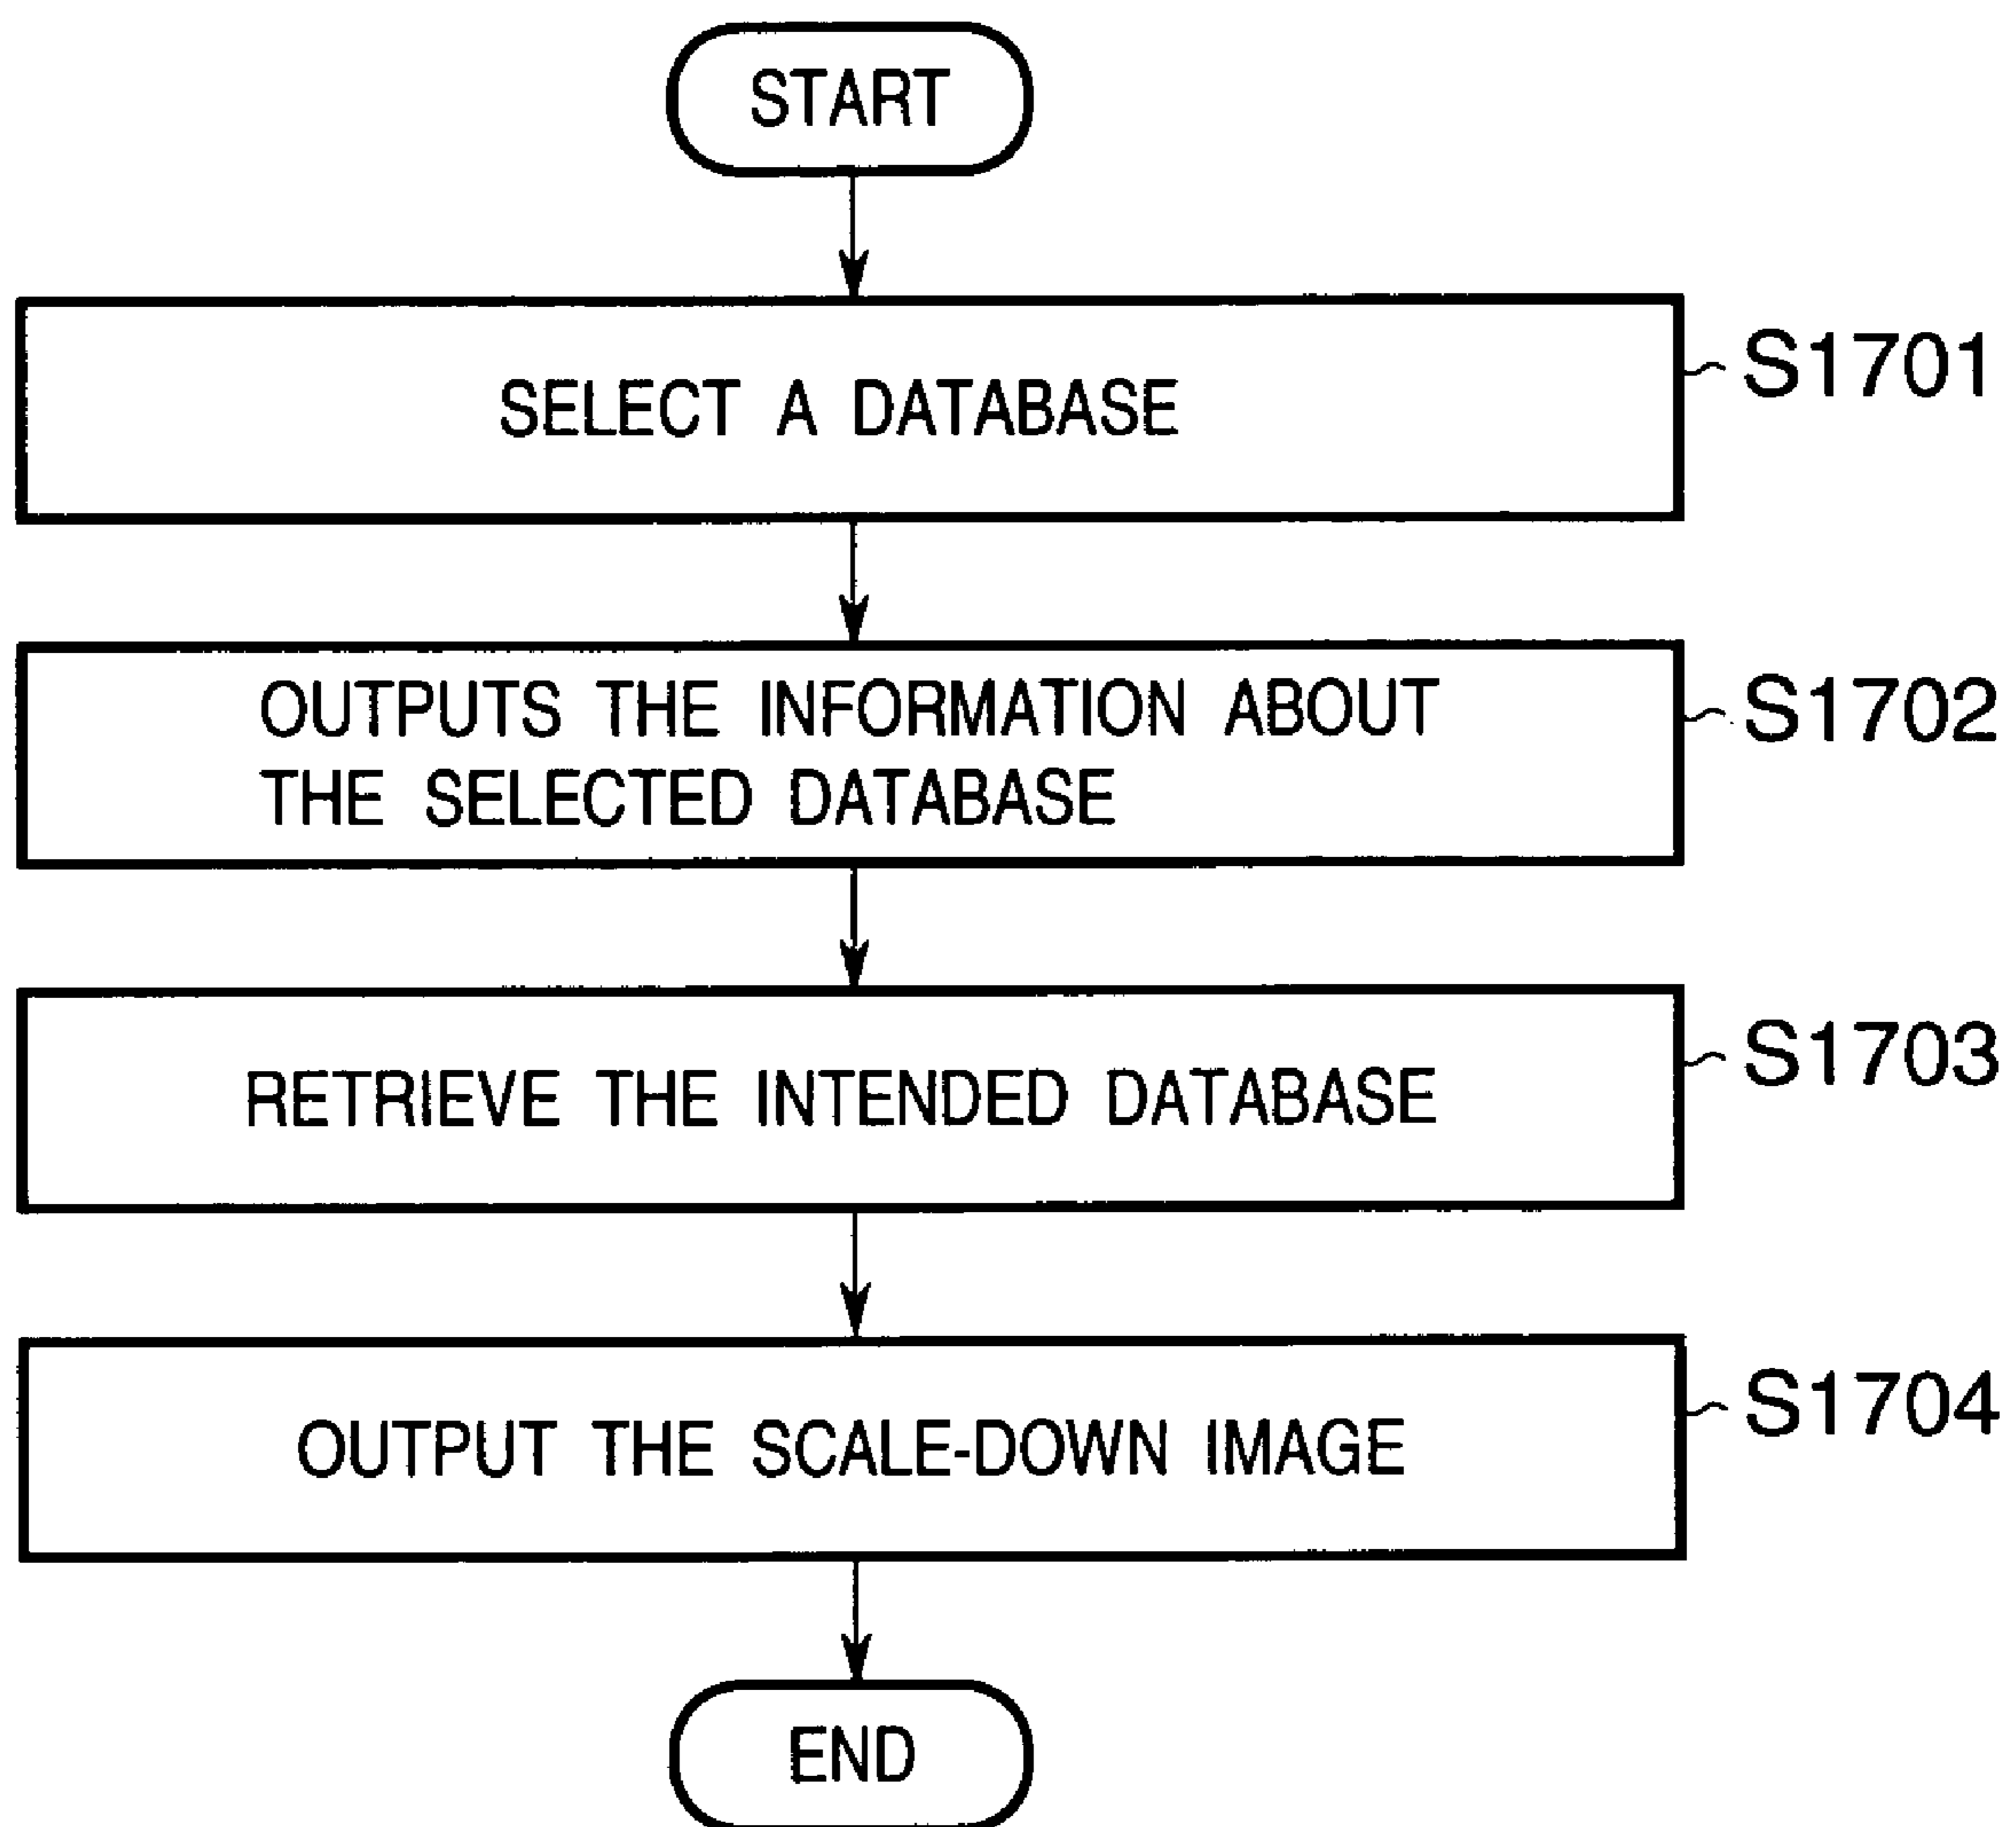 START
SELECT A DATABASE
S1701
OUTPUTS THE INFORMATION ABOUT
THE SELECTED DATABASE
S1702
RETRIEVE THE INTENDED DATABASE
S1703
OUTPUT THE SCALE-DOWN IMAGE
S1704
END